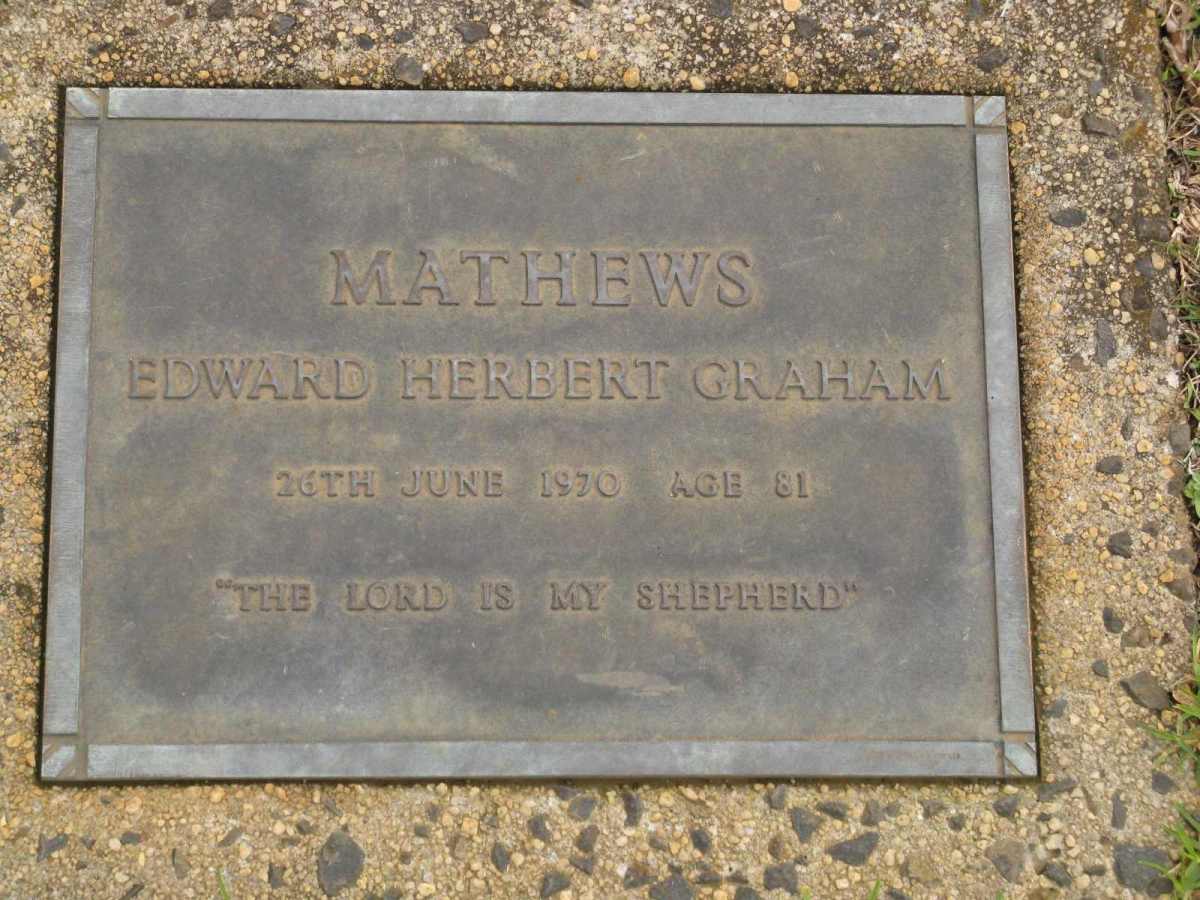 MATHEWS
EDWARD HERBERT GRAHAM
26TH JUNE 1970 AGE 81
"THE LORD IS MY SHEPHERD"